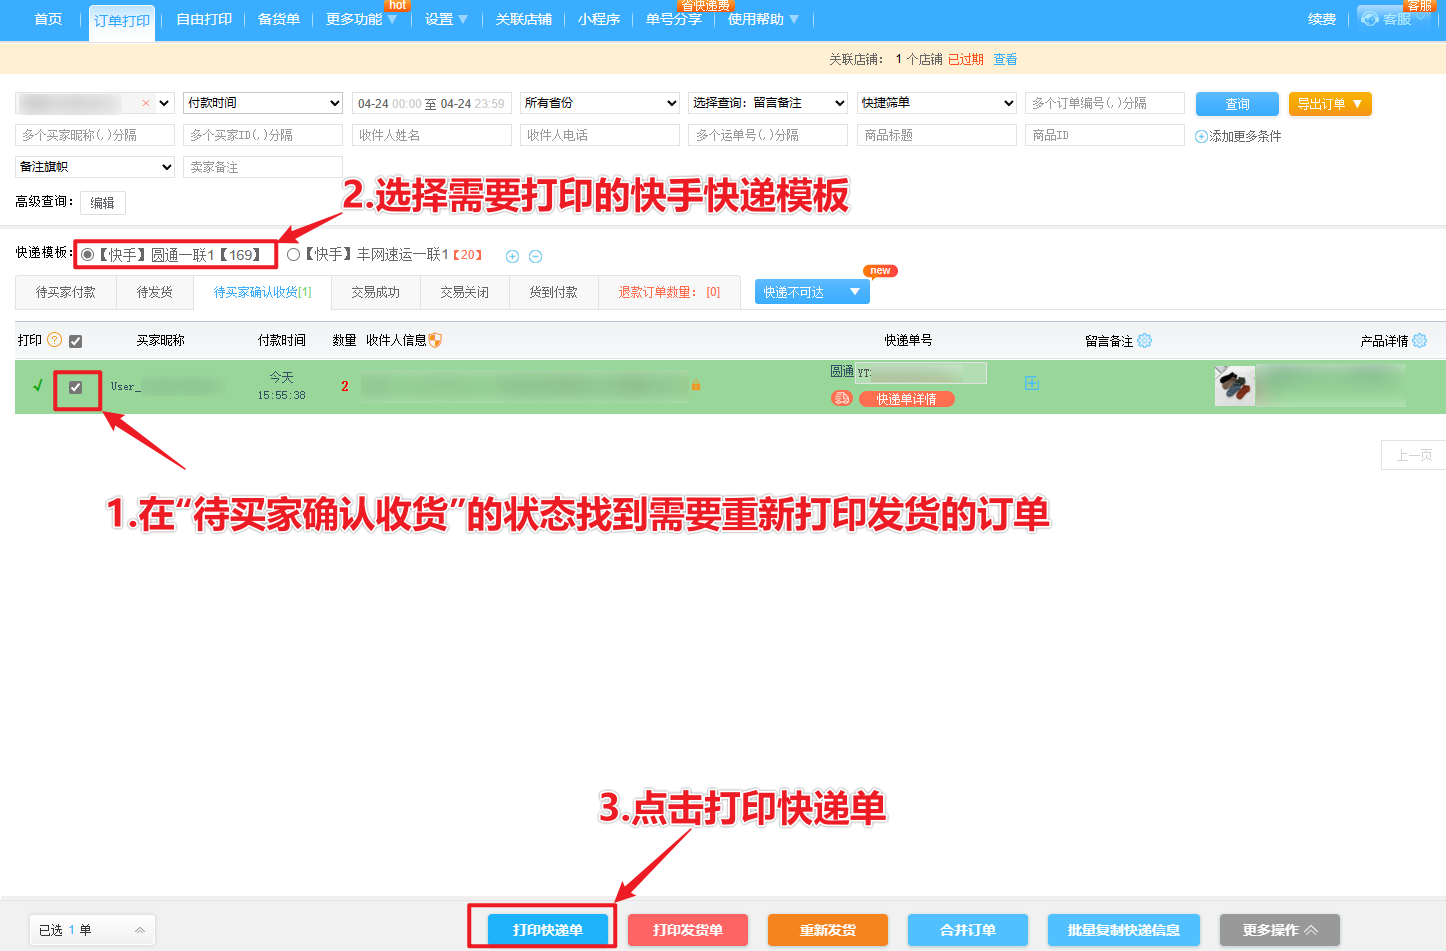 首页 订单打印 自由打印 备货单 更多功能 hot 设置 关联店铺 小程序 单号分享 省快递费 使用帮助 续费 客服 客服
关联店铺： 1 个店铺 已过期 查看
× 付款时间 04-24 00:00 至 04-24 23:59 所有省份 选择查询：留言备注 快捷筛单 多个订单编号(,)分隔 查询 导出订单
多个买家昵称(,)分隔 多个买家ID(,)分隔 收件人姓名 收件人电话 多个运单号(,)分隔 商品标题 商品ID 添加更多条件
备注旗帜 卖家备注
高级查询： 编辑
2.选择需要打印的快手快递模板
快递模板： 【快手】圆通一联1【169】 【快手】丰网速运一联1【20】
new
待买家付款 待发货 待买家确认收货[1] 交易成功 交易关闭 货到付款 退款订单数量： [0] 快递不可达
打印 ? 买家昵称 付款时间 数量 收件人信息 快递单号 留言备注 产品详情
User_ 今天 15:55:38 2 圆通 YT:
快递单详情
上一页
1.在“待买家确认收货”的状态找到需要重新打印发货的订单
3.点击打印快递单
已选 1 单 打印快递单 打印发货单 重新发货 合并订单 批量复制快递信息 更多操作